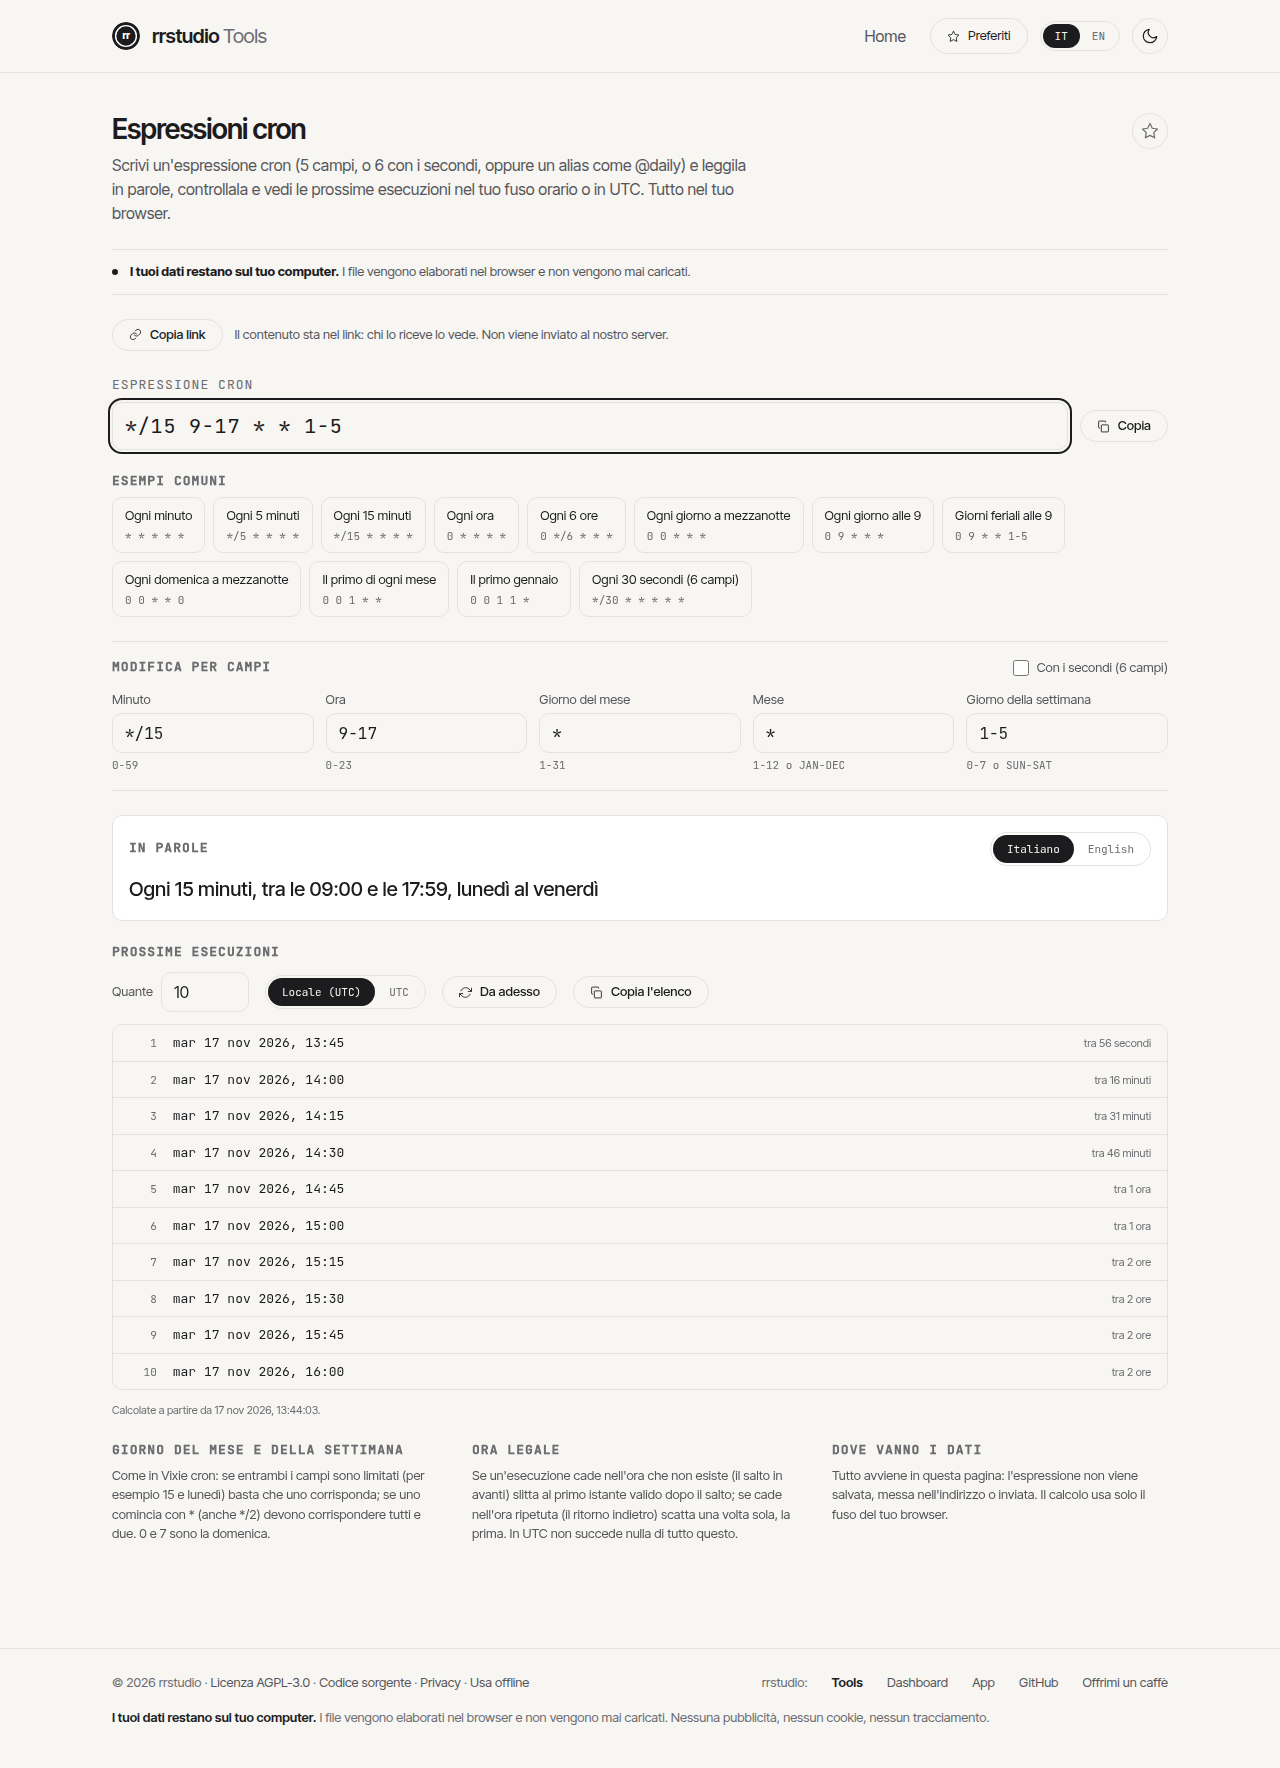 rr rrstudio Tools
Home
Preferiti
IT EN
Espressioni cron
Scrivi un'espressione cron (5 campi, o 6 con i secondi, oppure un alias come @daily) e leggila
in parole, controllala e vedi le prossime esecuzioni nel tuo fuso orario o in UTC. Tutto nel tuo
browser.
I tuoi dati restano sul tuo computer. I file vengono elaborati nel browser e non vengono mai caricati.
Copia link
Il contenuto sta nel link: chi lo riceve lo vede. Non viene inviato al nostro server.
ESPRESSIONE CRON
*/15 9-17 * * 1-5
Copia
ESEMPI COMUNI
Ogni minuto
* * * * *
Ogni 5 minuti
*/5 * * * *
Ogni 15 minuti
*/15 * * * *
Ogni ora
0 * * * *
Ogni 6 ore
0 */6 * * *
Ogni giorno a mezzanotte
0 0 * * *
Ogni giorno alle 9
0 9 * * *
Giorni feriali alle 9
0 9 * * 1-5
Ogni domenica a mezzanotte
0 0 * * 0
Il primo di ogni mese
0 0 1 * *
Il primo gennaio
0 0 1 1 *
Ogni 30 secondi (6 campi)
*/30 * * * * *
MODIFICA PER CAMPI
Con i secondi (6 campi)
Minuto
*/15
0-59
Ora
9-17
0-23
Giorno del mese
*
1-31
Mese
*
1-12 o JAN-DEC
Giorno della settimana
1-5
0-7 o SUN-SAT
IN PAROLE
Italiano English
Ogni 15 minuti, tra le 09:00 e le 17:59, lunedì al venerdì
PROSSIME ESECUZIONI
Quante 10
Locale (UTC) UTC
Da adesso
Copia l'elenco
1 mar 17 nov 2026, 13:45 tra 56 secondi
2 mar 17 nov 2026, 14:00 tra 16 minuti
3 mar 17 nov 2026, 14:15 tra 31 minuti
4 mar 17 nov 2026, 14:30 tra 46 minuti
5 mar 17 nov 2026, 14:45 tra 1 ora
6 mar 17 nov 2026, 15:00 tra 1 ora
7 mar 17 nov 2026, 15:15 tra 2 ore
8 mar 17 nov 2026, 15:30 tra 2 ore
9 mar 17 nov 2026, 15:45 tra 2 ore
10 mar 17 nov 2026, 16:00 tra 2 ore
Calcolate a partire da 17 nov 2026, 13:44:03.
GIORNO DEL MESE E DELLA SETTIMANA
Come in Vixie cron: se entrambi i campi sono limitati (per
esempio 15 e lunedì) basta che uno corrisponda; se uno
comincia con * (anche */2) devono corrispondere tutti e
due. 0 e 7 sono la domenica.
ORA LEGALE
Se un'esecuzione cade nell'ora che non esiste (il salto in
avanti) slitta al primo istante valido dopo il salto; se cade
nell'ora ripetuta (il ritorno indietro) scatta una volta sola, la
prima. In UTC non succede nulla di tutto questo.
DOVE VANNO I DATI
Tutto avviene in questa pagina: l'espressione non viene
salvata, messa nell'indirizzo o inviata. Il calcolo usa solo il
fuso del tuo browser.
© 2026 rrstudio · Licenza AGPL-3.0 · Codice sorgente · Privacy · Usa offline
rrstudio: Tools Dashboard App GitHub Offrimi un caffè
I tuoi dati restano sul tuo computer. I file vengono elaborati nel browser e non vengono mai caricati. Nessuna pubblicità, nessun cookie, nessun tracciamento.